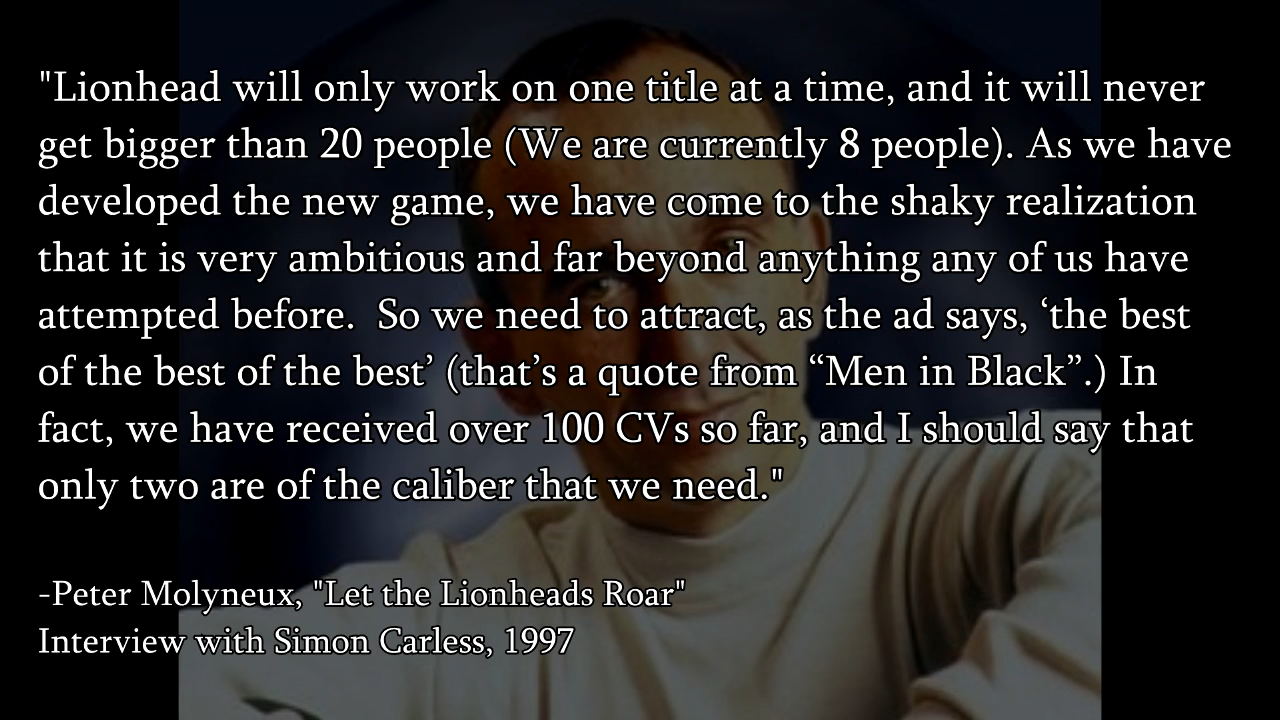 "Lionhead will only work on one title at a time, and it will never
get bigger than 20 people (We are currently 8 people). As we have
developed the new game, we have come to the shaky realization
that it is very ambitious and far beyond anything any of us have
attempted before.  So we need to attract, as the ad says, ‘the best
of the best of the best’ (that’s a quote from “Men in Black”.) In
fact, we have received over 100 CVs so far, and I should say that
only two are of the caliber that we need."
-Peter Molyneux, "Let the Lionheads Roar"
Interview with Simon Carless, 1997